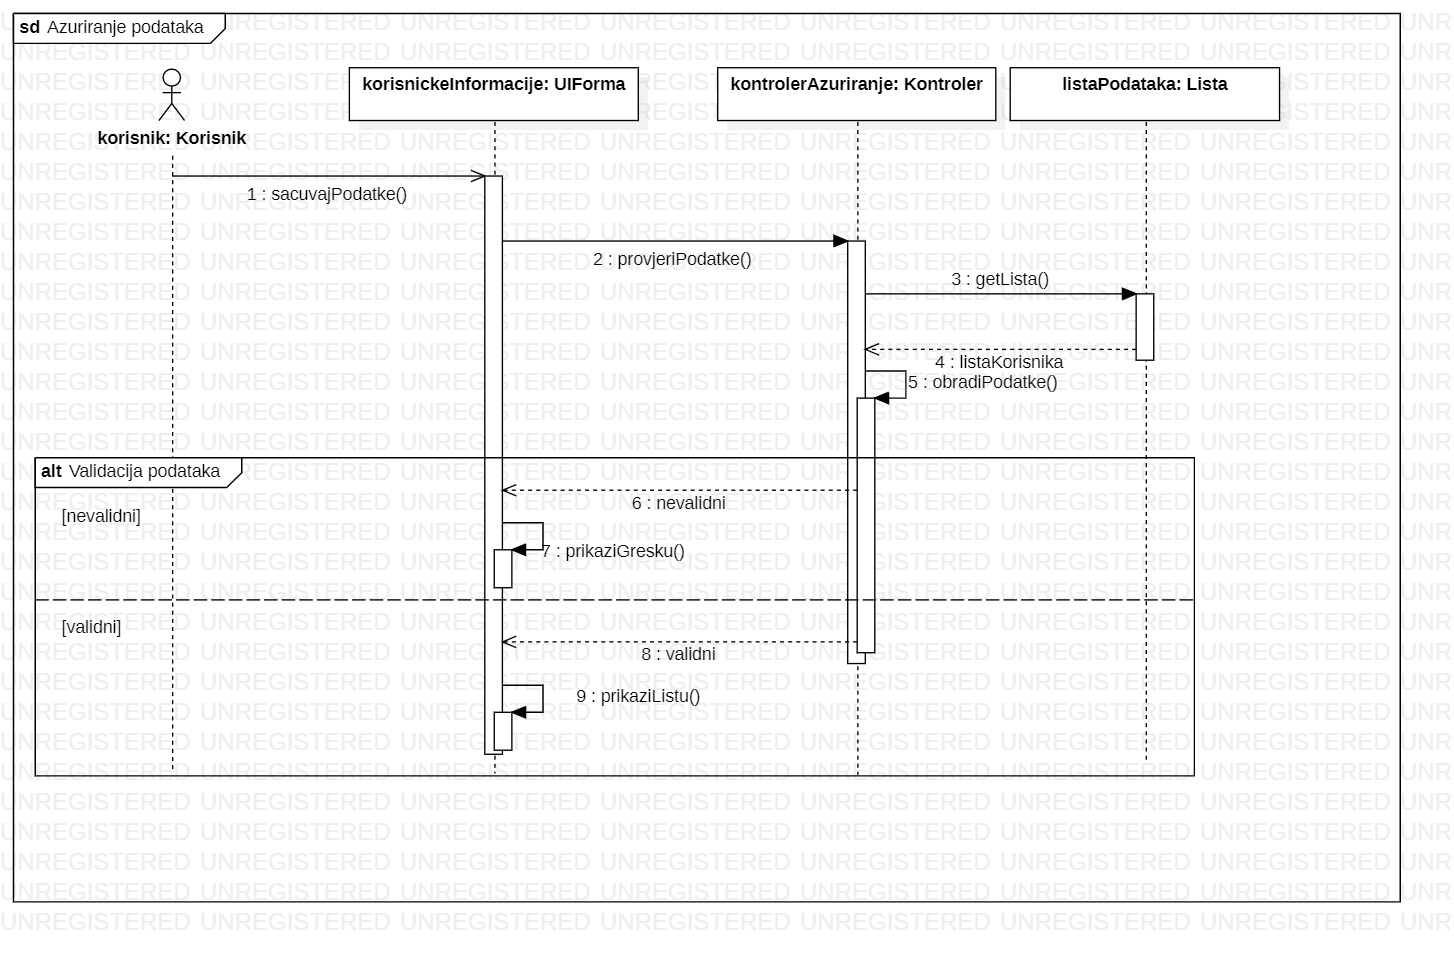 sd Azuriranje podataka
korisnik: Korisnik
korisnickeInformacije: UIForma
kontrolerAzuriranje: Kontroler
listaPodataka: Lista
1 : sacuvajPodatke()
2 : provjeriPodatke()
3 : getLista()
4 : listaKorisnika
5 : obradiPodatke()
alt Validacija podataka
[nevalidni]
6 : nevalidni
7 : prikaziGresku()
[validni]
8 : validni
9 : prikaziListu()
UNREGISTERED